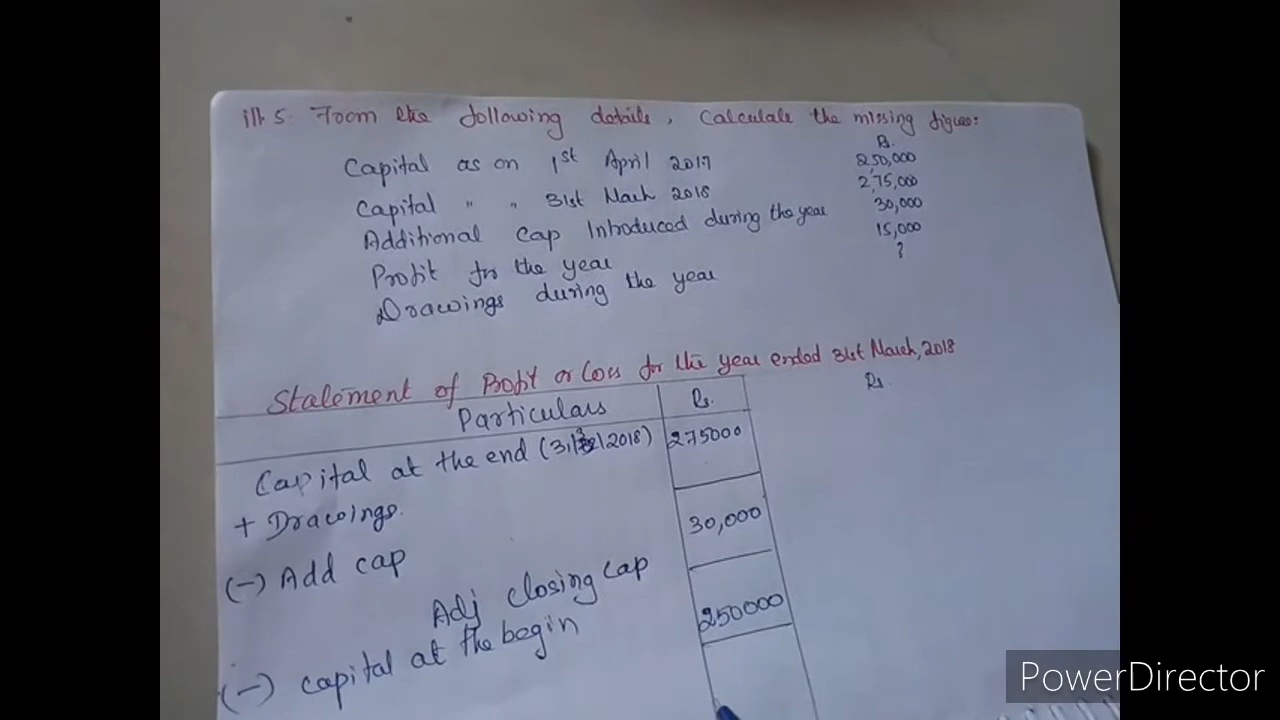 ill. 5. From the following details, Calculate the missing figure:
Rs.
Capital as on 1st April 2017 250,000
Capital " " 31st March 2018 2,75,000
Additional Cap Introduced during the year 30,000
Profit for the year 15,000
Drawings during the year ?
Statement of Profit or Loss for the year ended 31st March, 2018
Particulars Rs. Rs.
Capital at the end (31/3/2018) 275000
+ Drawings.
(-) Add cap 30,000
Adj closing cap
(-) capital at the begin 250000
PowerDirector